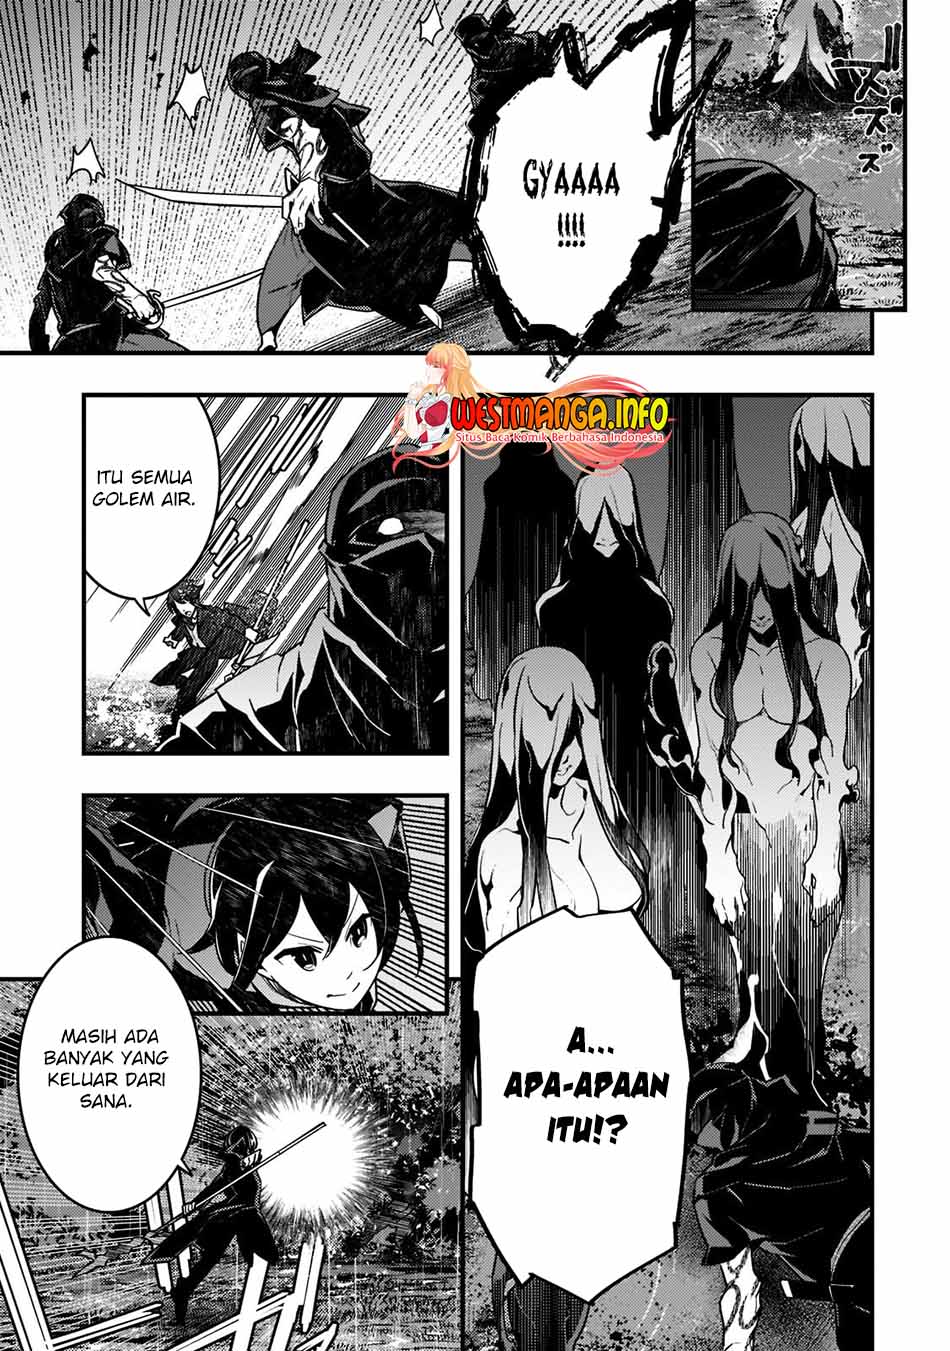 ズズズ
GYAAAA
!!!!
WESTMANGA.INFO
Situs Baca Komik Berbahasa Indonesia
A...
APA-APAAN
ITU!?
ITU SEMUA
GOLEM AIR.
MASIH ADA
BANYAK YANG
KELUAR DARI
SANA.